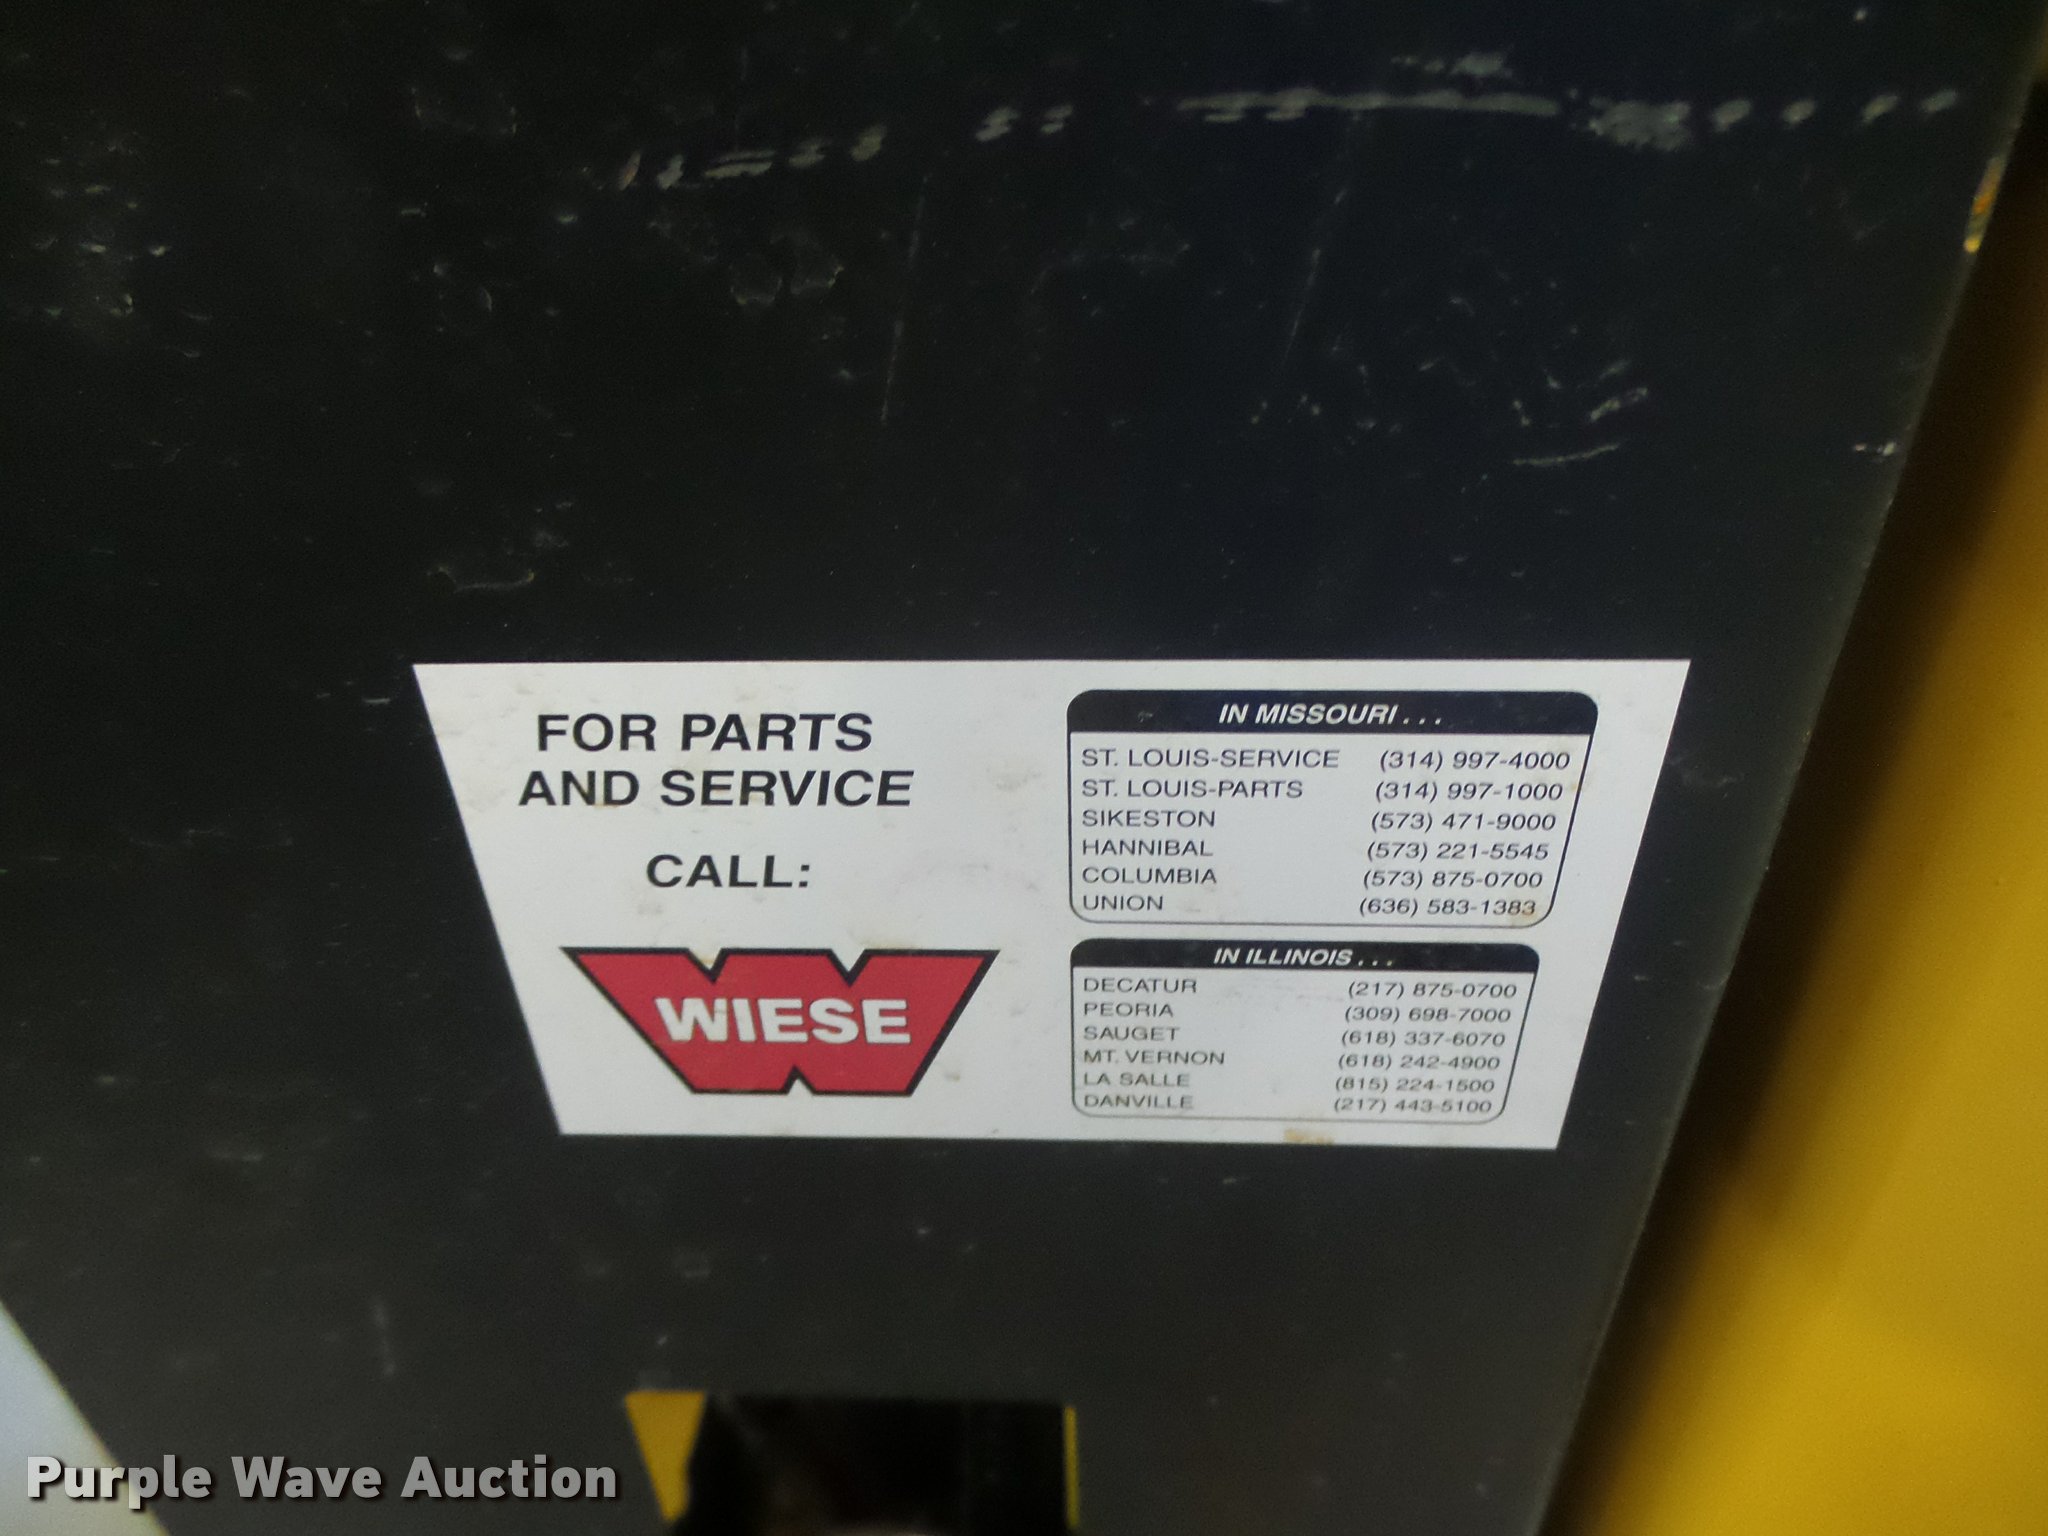 FOR PARTS
AND SERVICE
CALL:
WIESE
IN MISSOURI . . .
ST. LOUIS-SERVICE (314) 997-4000
ST. LOUIS-PARTS (314) 997-1000
SIKESTON (573) 471-9000
HANNIBAL (573) 221-5545
COLUMBIA (573) 875-0700
UNION (636) 583-1383
IN ILLINOIS . . .
DECATUR (217) 875-0700
PEORIA (309) 698-7000
SAUGET (618) 337-6070
MT. VERNON (618) 242-4900
LA SALLE (815) 224-1500
DANVILLE (217) 443-5100
Purple Wave Auction